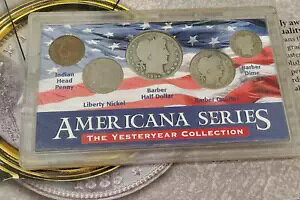 Indian
Head
Penny
Liberty Nickel
Barber
Half Dollar
Barber Quarter
Barber
Dime
AMERICANA SERIES
THE YESTERYEAR COLLECTION